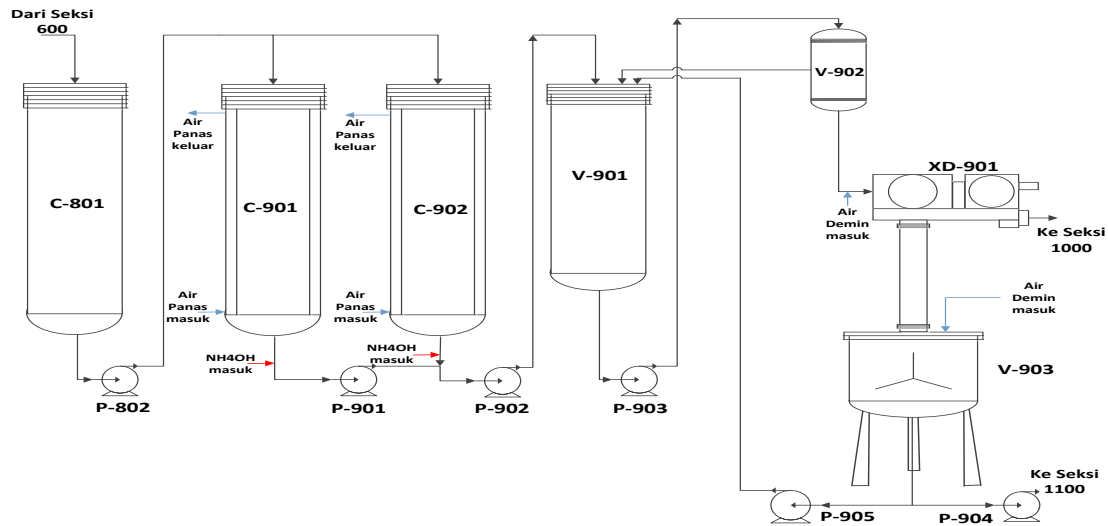 Dari Seksi
600
V-902
Air
Panas
keluar
Air
Panas
keluar
C-801
C-901
C-902
V-901
XD-901
Air
Demin
masuk
Ke Seksi
1000
Air
Panas
masuk
Air
Panas
masuk
Air
Demin
masuk
NH4OH
masuk
NH4OH
masuk
V-903
P-802
P-901
P-902
P-903
Ke Seksi
1100
P-905
P-904